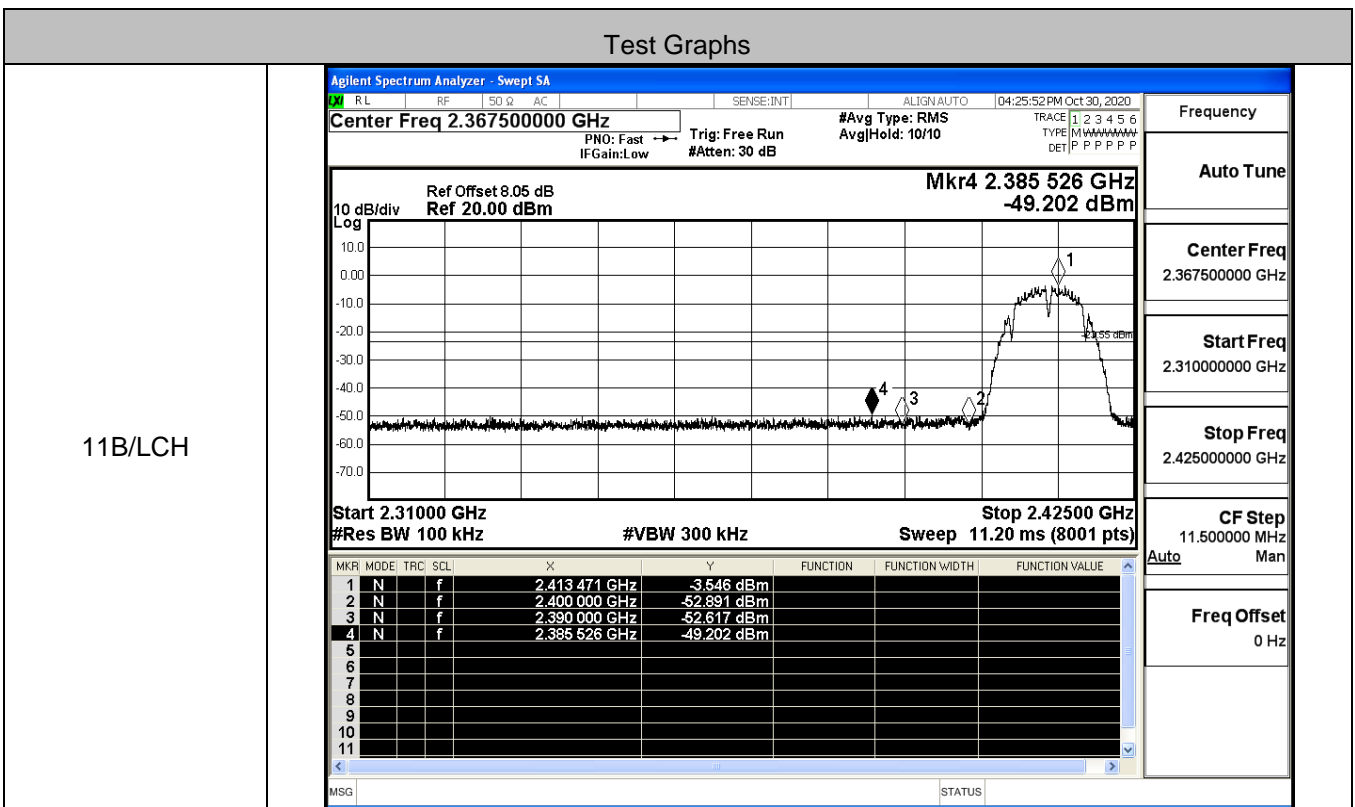 Test Graphs
11B/LCH
Agilent Spectrum Analyzer - Swept SA
LXI RL RF 50 Ω AC SENSE:INT ALIGN AUTO 04:25:52 PM Oct 30, 2020
Center Freq 2.367500000 GHz
PNO: Fast
IFGain:Low
Trig: Free Run
#Atten: 30 dB
#Avg Type: RMS
Avg|Hold: 10/10
TRACE 1 2 3 4 5 6
TYPE M WWWWW
DET P P P P P P
Mkr4 2.385 526 GHz
-49.202 dBm
Ref Offset 8.05 dB
10 dB/div Ref 20.00 dBm
Log
10.0
0.00
-10.0
-20.0
-30.0
-40.0
-50.0
-60.0
-70.0
1
-23.55 dBm
4
3
2
Start 2.31000 GHz Stop 2.42500 GHz
#Res BW 100 kHz #VBW 300 kHz Sweep 11.20 ms (8001 pts)
MKR MODE TRC SCL X Y FUNCTION FUNCTION WIDTH FUNCTION VALUE
1 N f 2.413 471 GHz -3.546 dBm
2 N f 2.400 000 GHz -52.891 dBm
3 N f 2.390 000 GHz -52.617 dBm
4 N f 2.385 526 GHz -49.202 dBm
5
6
7
8
9
10
11
MSG STATUS
Frequency
Auto Tune
Center Freq
2.367500000 GHz
Start Freq
2.310000000 GHz
Stop Freq
2.425000000 GHz
CF Step
11.500000 MHz
Auto Man
Freq Offset
0 Hz